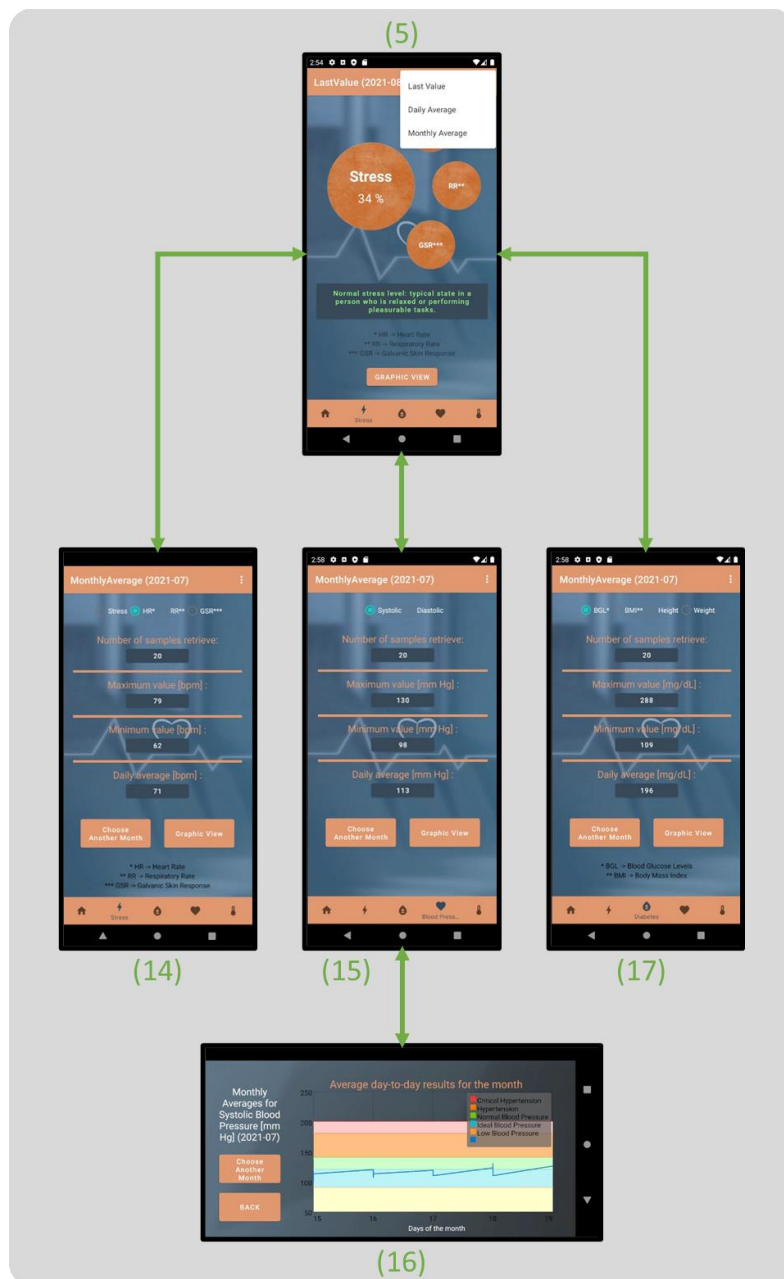 (5)
2:54
LastValue (2021-08
Last Value
Daily Average
Monthly Average
Stress
34 %
RR**
GSR***
Normal stress level: typical state in a
person who is relaxed or performing
pleasurable tasks.
* HR -> Heart Rate
** RR -> Respiratory Rate
*** GSR -> Galvanic Skin Response
GRAPHIC VIEW
Stress
MonthlyAverage (2021-07)
Stress HR* RR** GSR***
Number of samples retrieve:
20
Maximum value [bpm] :
79
Minimum value [bpm] :
62
Daily average [bpm] :
71
Choose
Another Month
Graphic View
* HR -> Heart Rate
** RR -> Respiratory Rate
*** GSR -> Galvanic Skin Response
Stress
(14)
2:58
MonthlyAverage (2021-07)
Systolic Diastolic
Number of samples retrieve:
20
Maximum value [mm Hg] :
130
Minimum value [mm Hg] :
98
Daily average [mm Hg] :
113
Choose
Another Month
Graphic View
Blood Press...
(15)
2:58
MonthlyAverage (2021-07)
BGL* BMI** Height Weight
Number of samples retrieve:
20
Maximum value [mg/dL] :
288
Minimum value [mg/dL] :
109
Daily average [mg/dL] :
196
Choose
Another Month
Graphic View
* BGL -> Blood Glucose Levels
** BMI -> Body Mass Index
Diabetes
(17)
Monthly
Averages for
Systolic Blood
Pressure [mm
Hg] (2021-07)
Choose
Another
Month
BACK
Average day-to-day results for the month
250
200
150
100
50
Critical Hypertension
Hypertension
Normal Blood Pressure
Ideal Blood Pressure
Low Blood Pressure
15 16 17 18 19
Days of the month
(16)